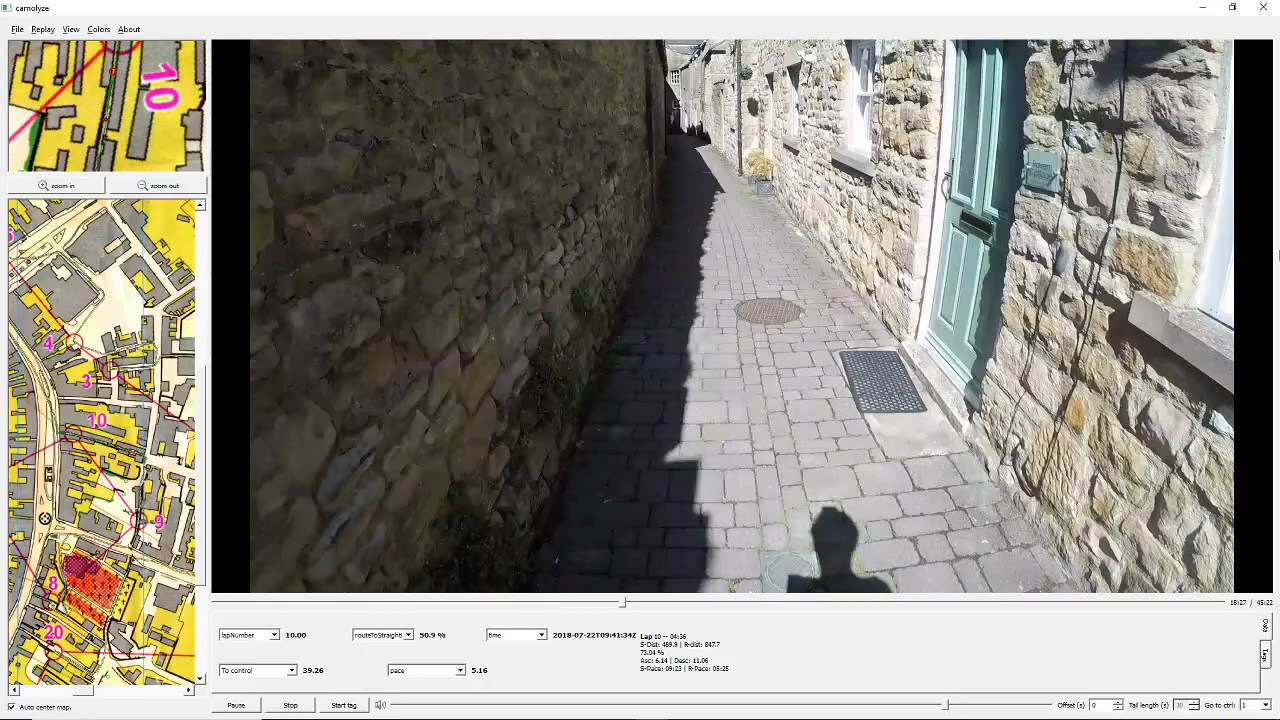 camolyze
File Replay View Colors About
10
zoom in zoom out
4
3
10
9
8
20
18:27 / 45:22
lapNumber 10.00 routeToStraight 50.9 % time 2018-07-22T09:41:34Z
To control 39.26 pace 5.16
Lap 10 -- 04:36
S-Dist: 489.9 | R-dist: 847.7
73.04 %
Asc: 6.14 | Desc: 11.06
S-Pace: 09:23 | R-Pace: 05:25
Tags
Auto center map.
Pause Stop Start tag Offset (s) 0 Tail length (s) 30 Go to ctrl: 1